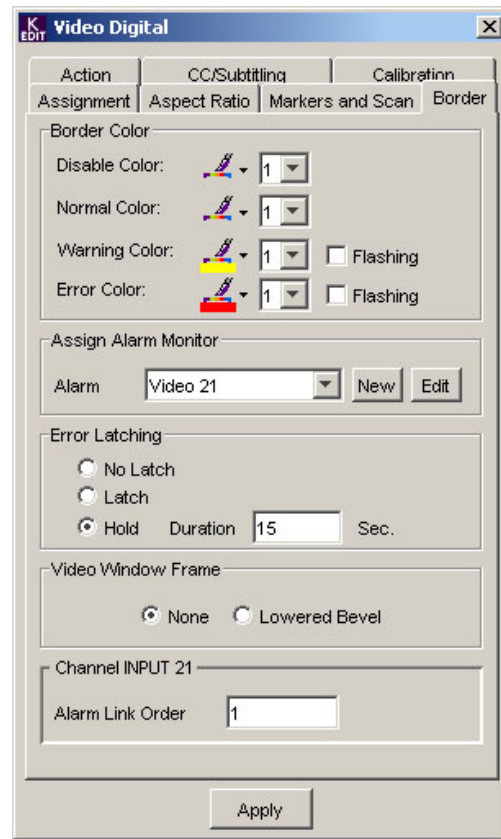 K EDIT Video Digital
Action CC/Subtitling Calibration
Assignment Aspect Ratio Markers and Scan Border
Border Color
Disable Color: 1
Normal Color: 1
Warning Color: 1 Flashing
Error Color: 1 Flashing
Assign Alarm Monitor
Alarm Video 21 New Edit
Error Latching
No Latch
Latch
Hold Duration 15 Sec.
Video Window Frame
None Lowered Bevel
Channel INPUT 21
Alarm Link Order 1
Apply